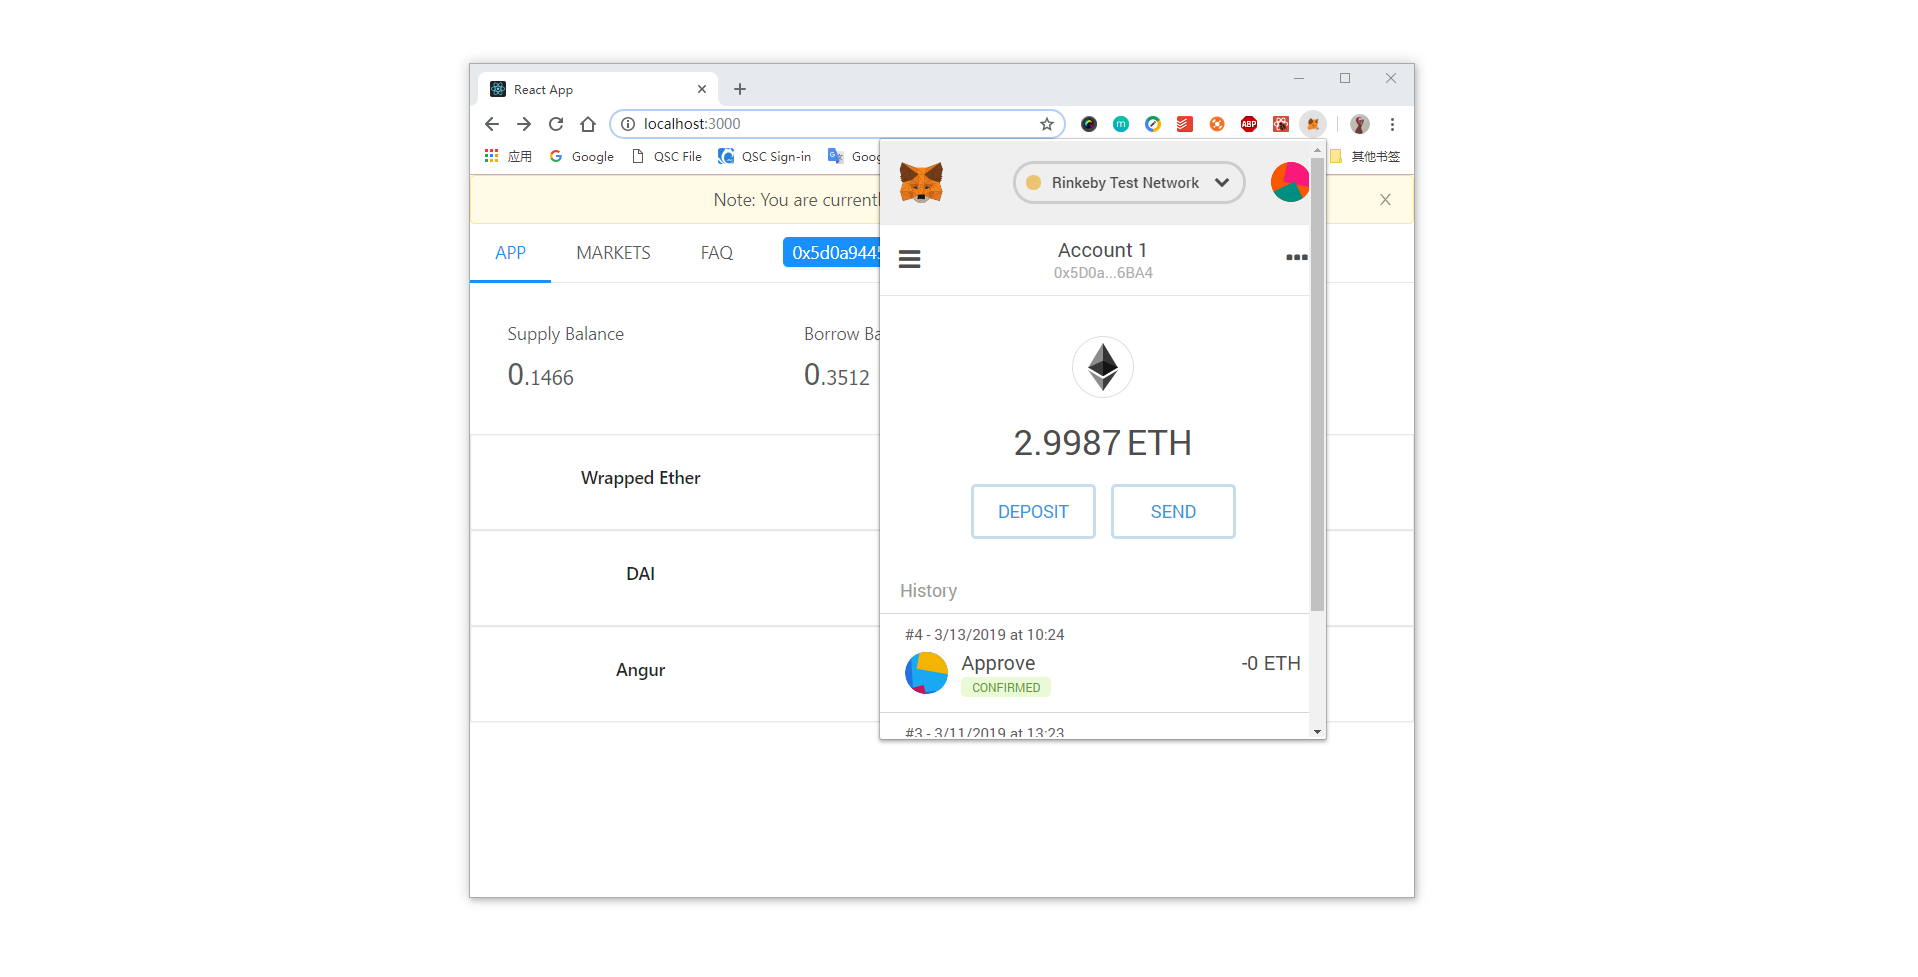 React App
localhost:3000
ABP
应用
Google
QSC File
QSC Sign-in
其他书签
Note: You are
Rinkeby Test Network
APP
MARKETS
FAQ
0x5d0a944
Account 1
0x5D0a...6BA4
Supply Balance
Borrow
0.1466
0.3512
2.9987 ETH
DEPOSIT
SEND
Wrapped Ether
DAI
Angur
History
#4 - 3/13/2019 at 10:24
Approve
-0 ETH
CONFIRMED
#3 - 3/11/2019 at 13:23